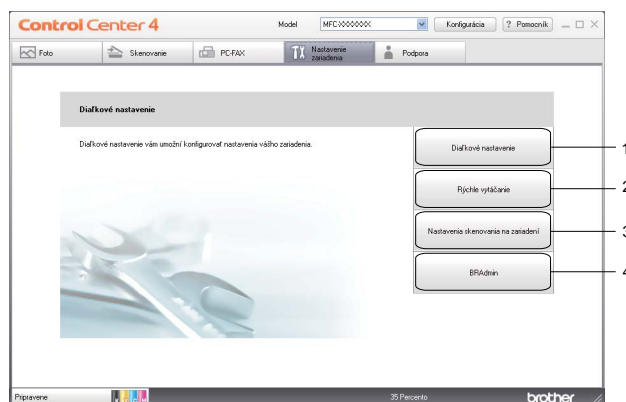 Control Center 4 Model MFC-XXXXXXX Konfigurácia ? Pomocník
Foto Skenovanie PC-FAX Nastavenie zariadenia Podpora
Diaľkové nastavenie
Diaľkové nastavenie vám umožní konfigurovať nastavenia vášho zariadenia.
Diaľkové nastavenie 1
Rýchle vytáčanie 2
Nastavenia skenovania na zariadení 3
BRAdmin 4
Pripravene K Y C M 35 Percento brother